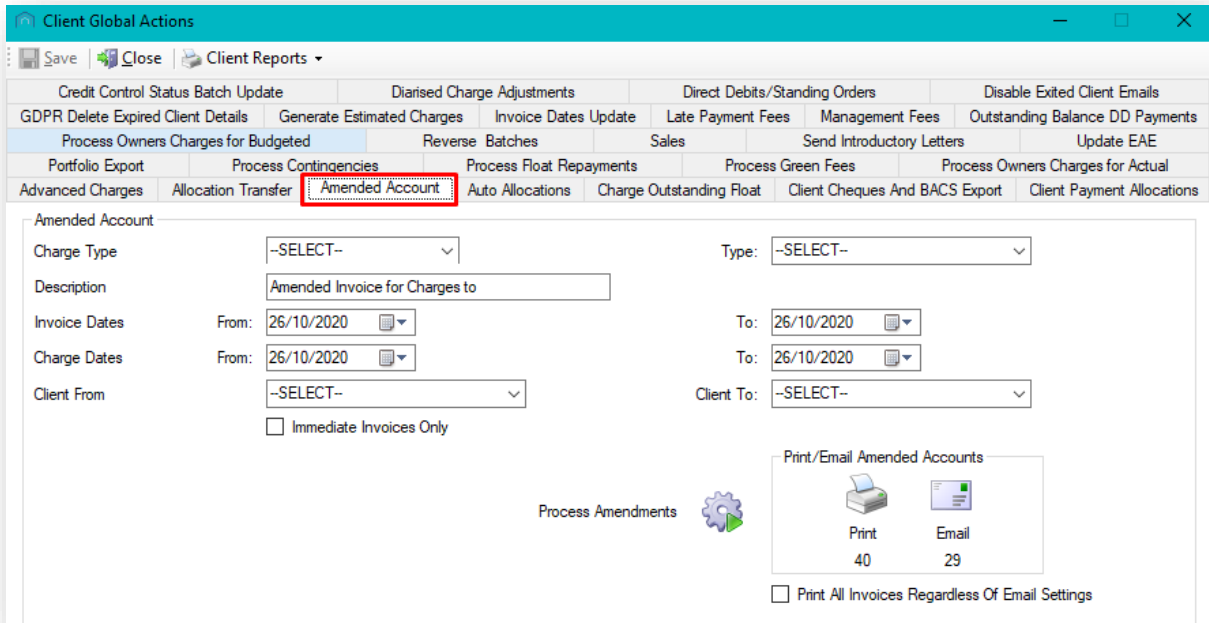 Client Global Actions
Save Close Client Reports
Credit Control Status Batch Update Diarised Charge Adjustments Direct Debits/Standing Orders Disable Exited Client Emails
GDPR Delete Expired Client Details Generate Estimated Charges Invoice Dates Update Late Payment Fees Management Fees Outstanding Balance DD Payments
Process Owners Charges for Budgeted Reverse Batches Sales Send Introductory Letters Update EAE
Portfolio Export Process Contingencies Process Float Repayments Process Green Fees Process Owners Charges for Actual
Advanced Charges Allocation Transfer Amended Account Auto Allocations Charge Outstanding Float Client Cheques And BACS Export Client Payment Allocations
Amended Account
Charge Type --SELECT-- Type: --SELECT--
Description Amended Invoice for Charges to
Invoice Dates From: 26/10/2020 To: 26/10/2020
Charge Dates From: 26/10/2020 To: 26/10/2020
Client From --SELECT-- Client To: --SELECT--
Immediate Invoices Only
Print/Email Amended Accounts
Process Amendments
Print Email
40 29
Print All Invoices Regardless Of Email Settings